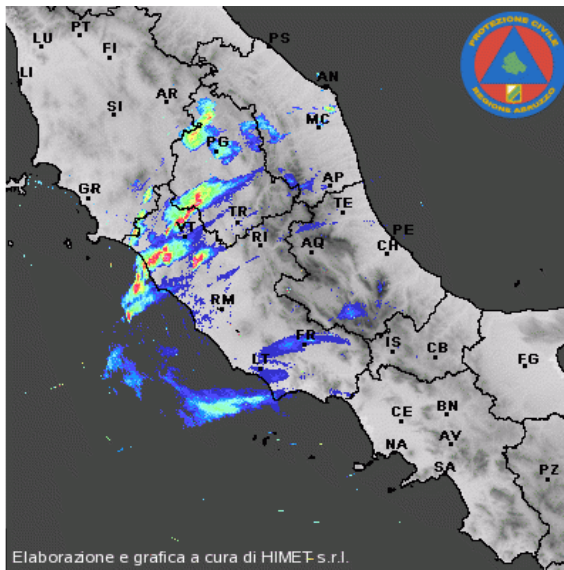 PS
PT
LU
FI
LI
AR
AN
SI
MC
PG
AP
GR
TE
TR
VT
PE
RI
AQ
CH
RM
FR
IS
CB
FG
LT
CE
BN
AV
NA
SA
PZ
PROTEZIONE CIVILE
REGIONE ABRUZZO
Elaborazione e grafica a cura di HIMET s.r.l.